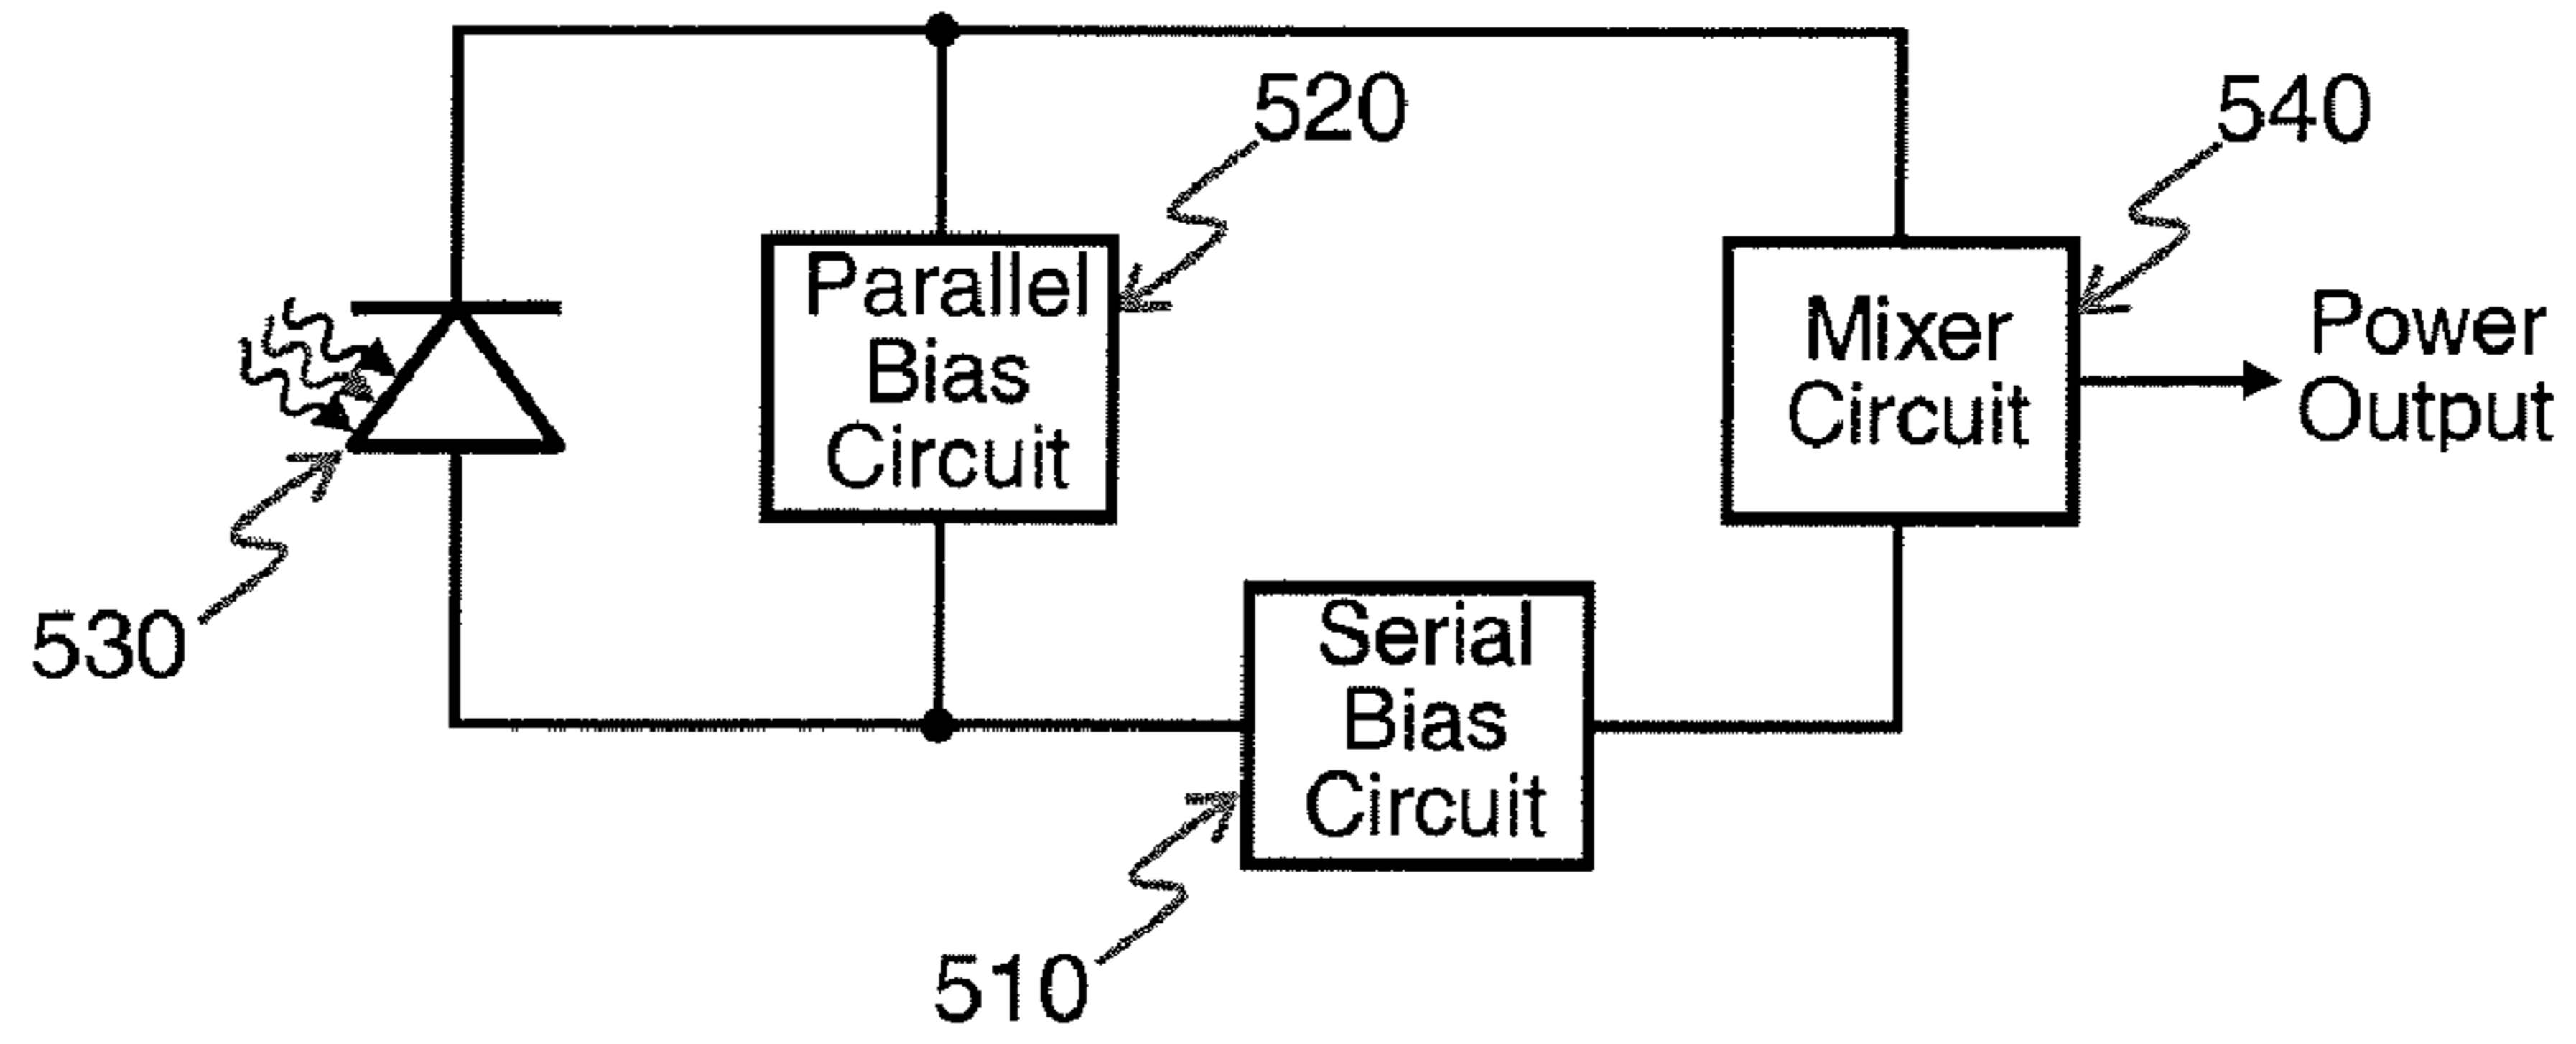 520
540
Parallel
Bias
Circuit
Mixer
Circuit
Power
Output
530
Serial
Bias
Circuit
510